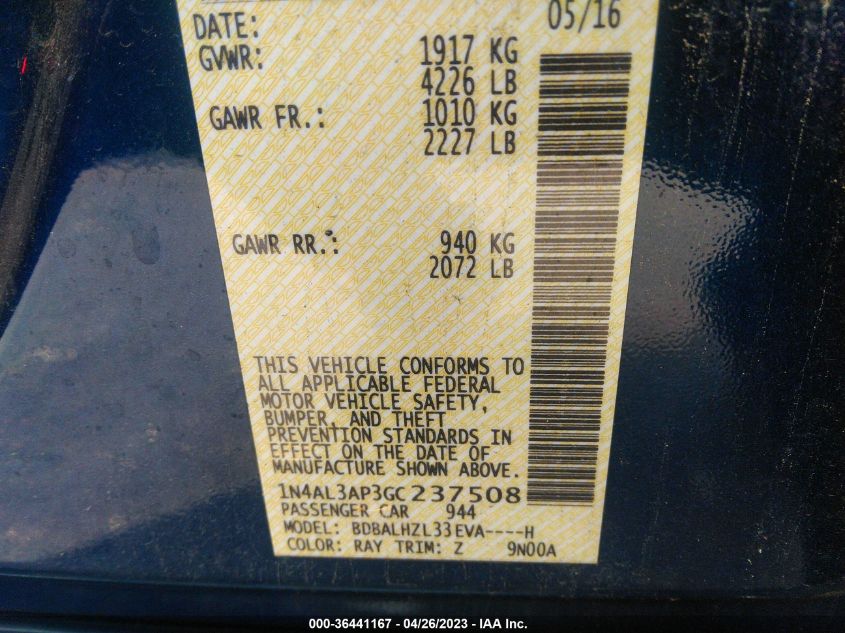 DATE: 05/16
GVWR: 1917 KG
4226 LB
GAWR FR.: 1010 KG
2227 LB
GAWR RR.: 940 KG
2072 LB
THIS VEHICLE CONFORMS TO
ALL APPLICABLE FEDERAL
MOTOR VEHICLE SAFETY,
BUMPER, AND THEFT
PREVENTION STANDARDS IN
EFFECT ON THE DATE OF
MANUFACTURE SHOWN ABOVE.
1N4AL3AP3GC237508
PASSENGER CAR 944
MODEL: BDBALHZL33EVA----H
COLOR: RAY TRIM: Z 9N00A
000-36441167 - 04/26/2023 - IAA Inc.